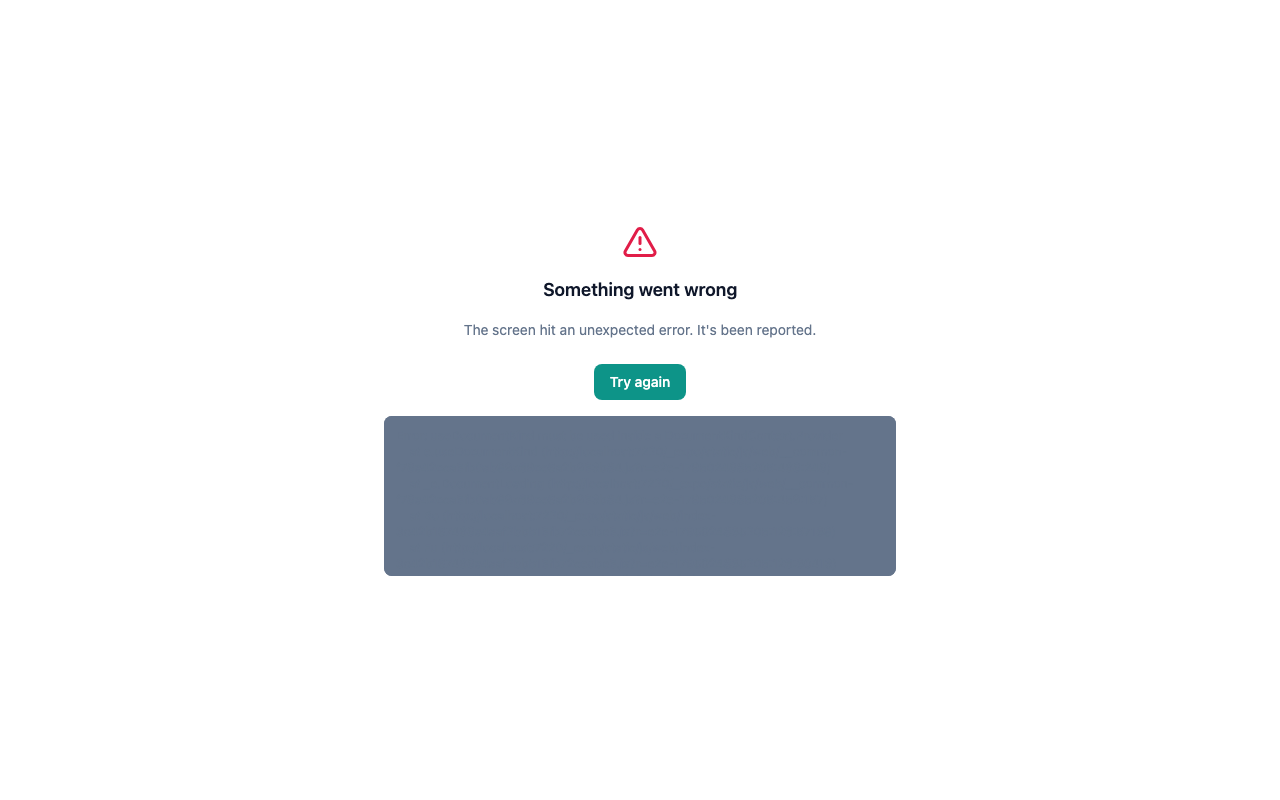 Something went wrong
The screen hit an unexpected error. It's been reported.
Try again